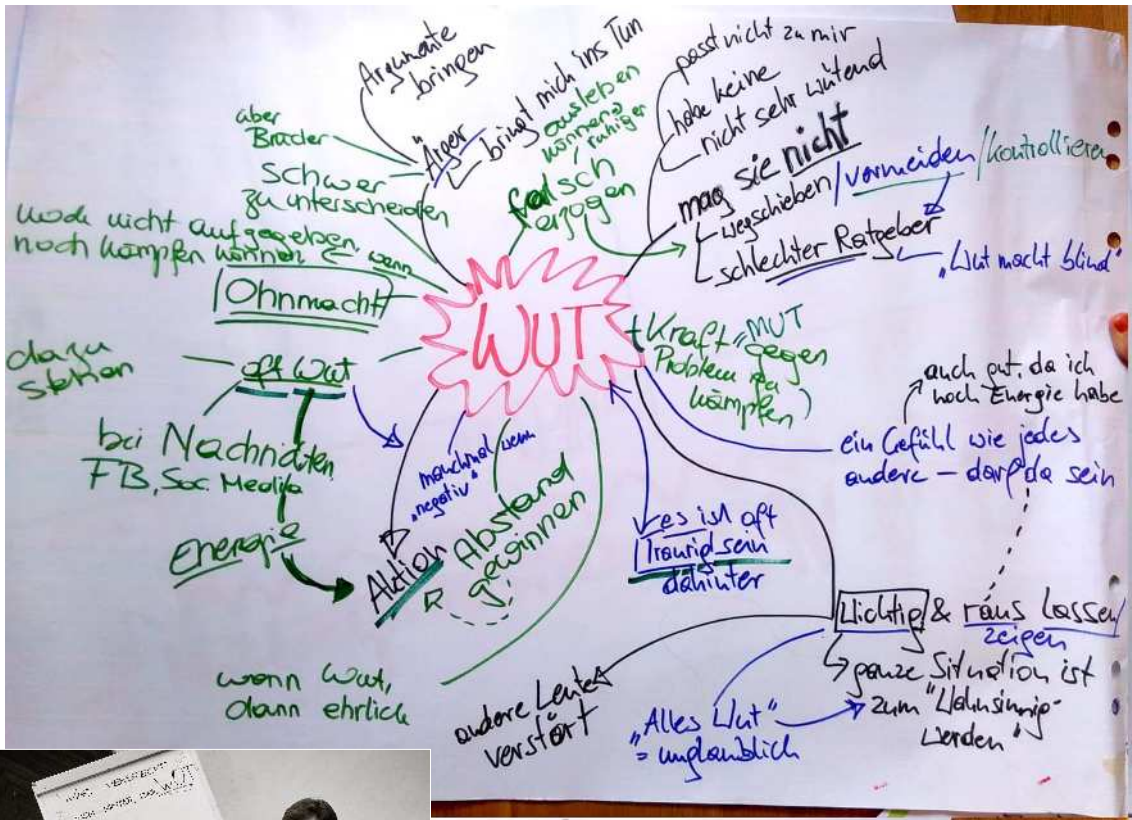 Argumente
bringen
Ärger
bringt mich ins Tun
aber
Brüder
Schwer
zu unterscheiden
ausleben
können
/ ruhiger
falsch
erzogen
passt nicht zu mir
habe keine
nicht sehr wütend
mag sie nicht
wegschieben/vermeiden/kontrollieren
schlechter Ratgeber
„Wut macht blind"
noch nicht aufgegeben,
noch kämpfen können
wenn
Ohnmacht
WUT
dazu
stehen
oft Wut
bei Nachrichten,
FB, Soc. Media
Energie
Aktion
manchmal wenn
„negativ"
Abstand
gewinnen
Kraft = MUT
gegen
Problem zu
kämpfen
auch gut, da ich
noch Energie habe
ein Gefühl wie jedes
andere – darf da sein
es ist oft
Traurig sein
dahinter
Wichtig & raus lassen/
zeigen
ganze Situation ist
zum "Wahnsinnig-
werden"
„Alles Wut"
= unglaublich
andere Leute
verstört
wenn Wut,
dann ehrlich
WUT